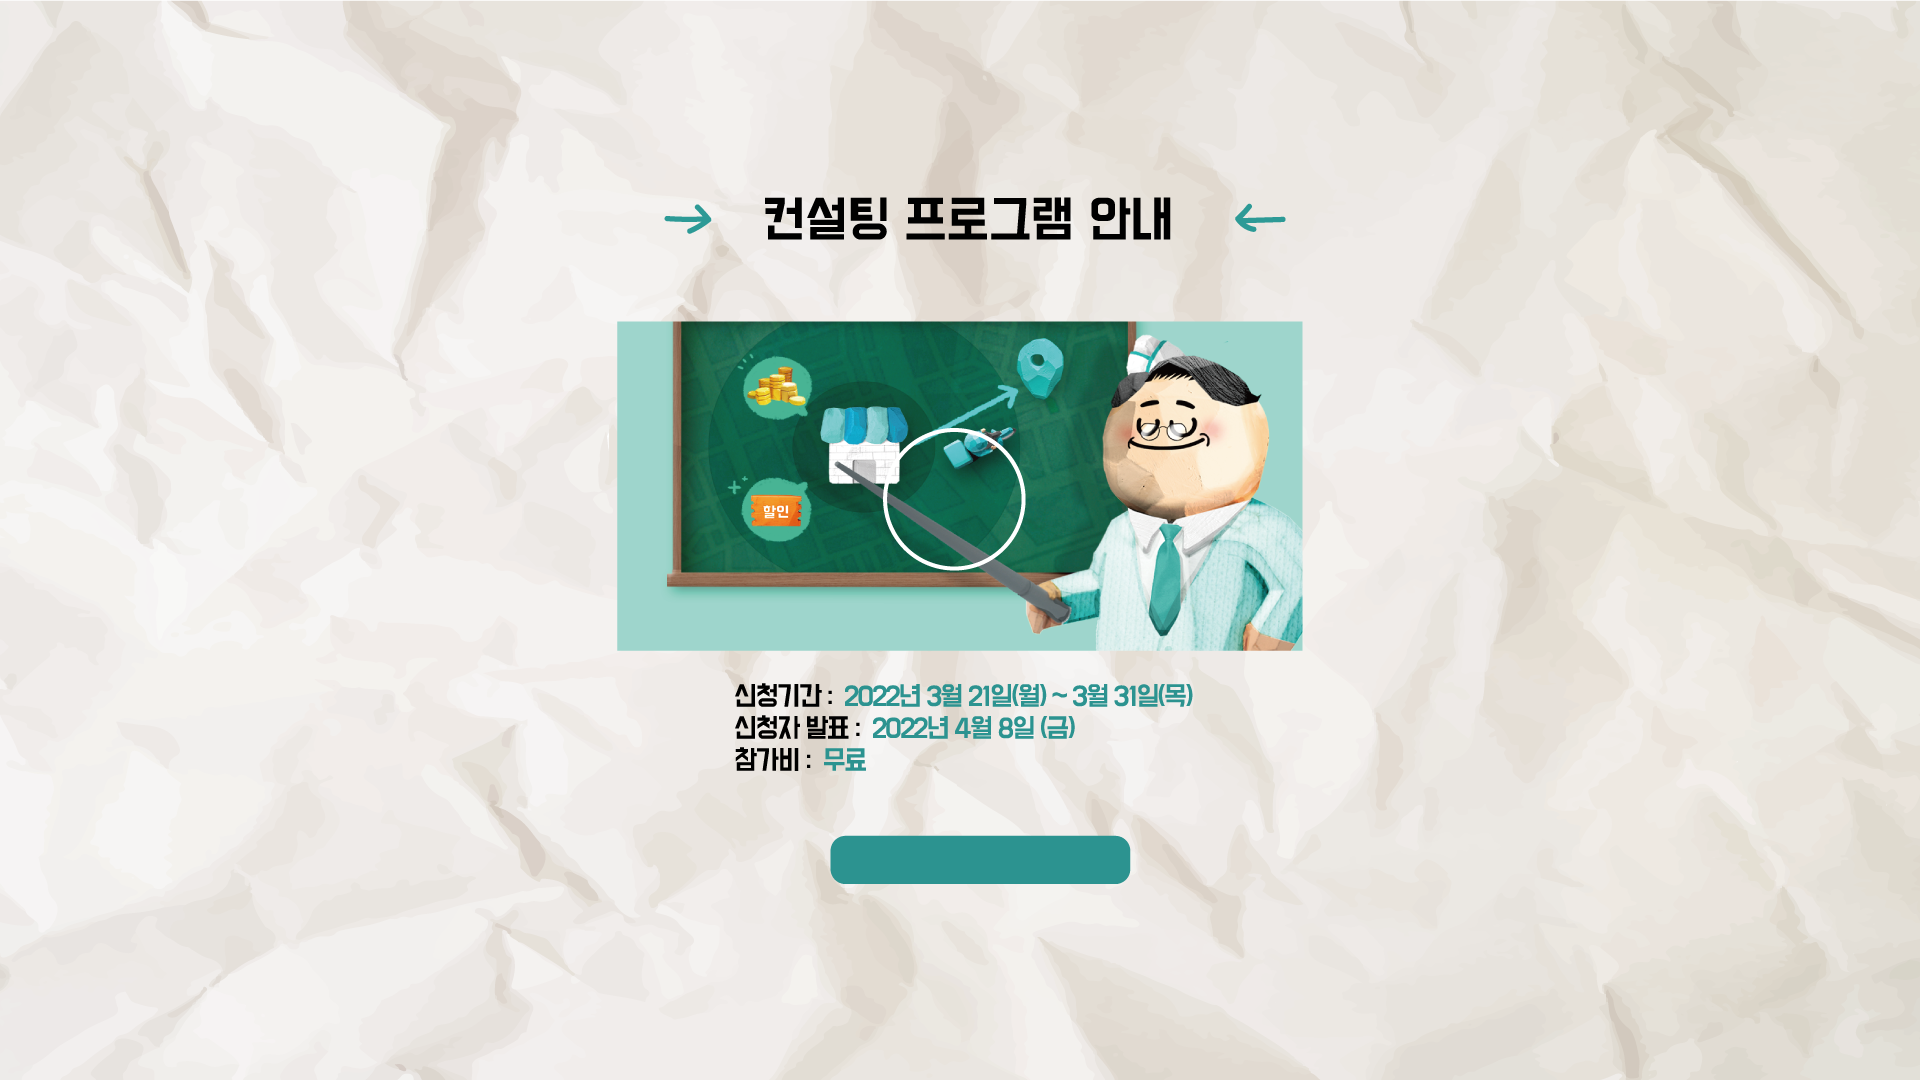 컨설팅 프로그램 안내
할인
신청기간 : 2022년 3월 21일(월) ~ 3월 31일(목)
신청자 발표 : 2022년 4월 8일 (금)
참가비 : 무료